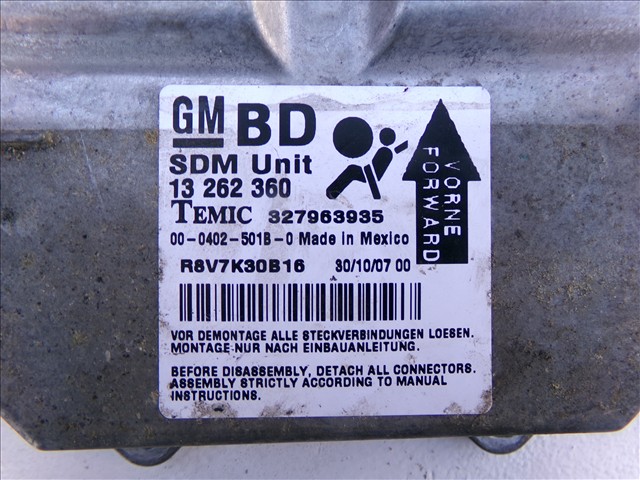 GM BD
SDM Unit
13 262 360
TEMIC 327963935
00-0402-501B-0 Made in Mexico
R8V7K30B16 30/10/07 00
VORNE
FORWARD
VOR DEMONTAGE ALLE STECKVERBINDUNGEN LOESEN.
MONTAGE NUR NACH EINBAUANLEITUNG.
BEFORE DISASSEMBLY, DETACH ALL CONNECTORS.
ASSEMBLY STRICTLY ACCORDING TO MANUAL
INSTRUCTIONS.